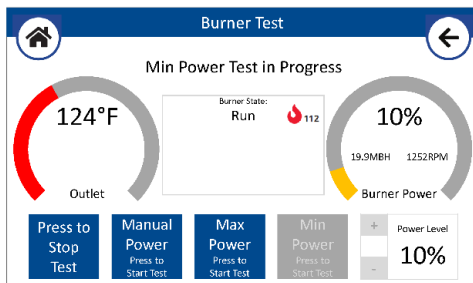 Burner Test
Min Power Test in Progress
124°F
Outlet
Burner State:
Run
112
10%
19.9MBH 1252RPM
Burner Power
Press to
Stop
Test
Manual
Power
Press to
Start Test
Max
Power
Press to
Start Test
Min
Power
Press to
Start Test
+
-
Power Level
10%